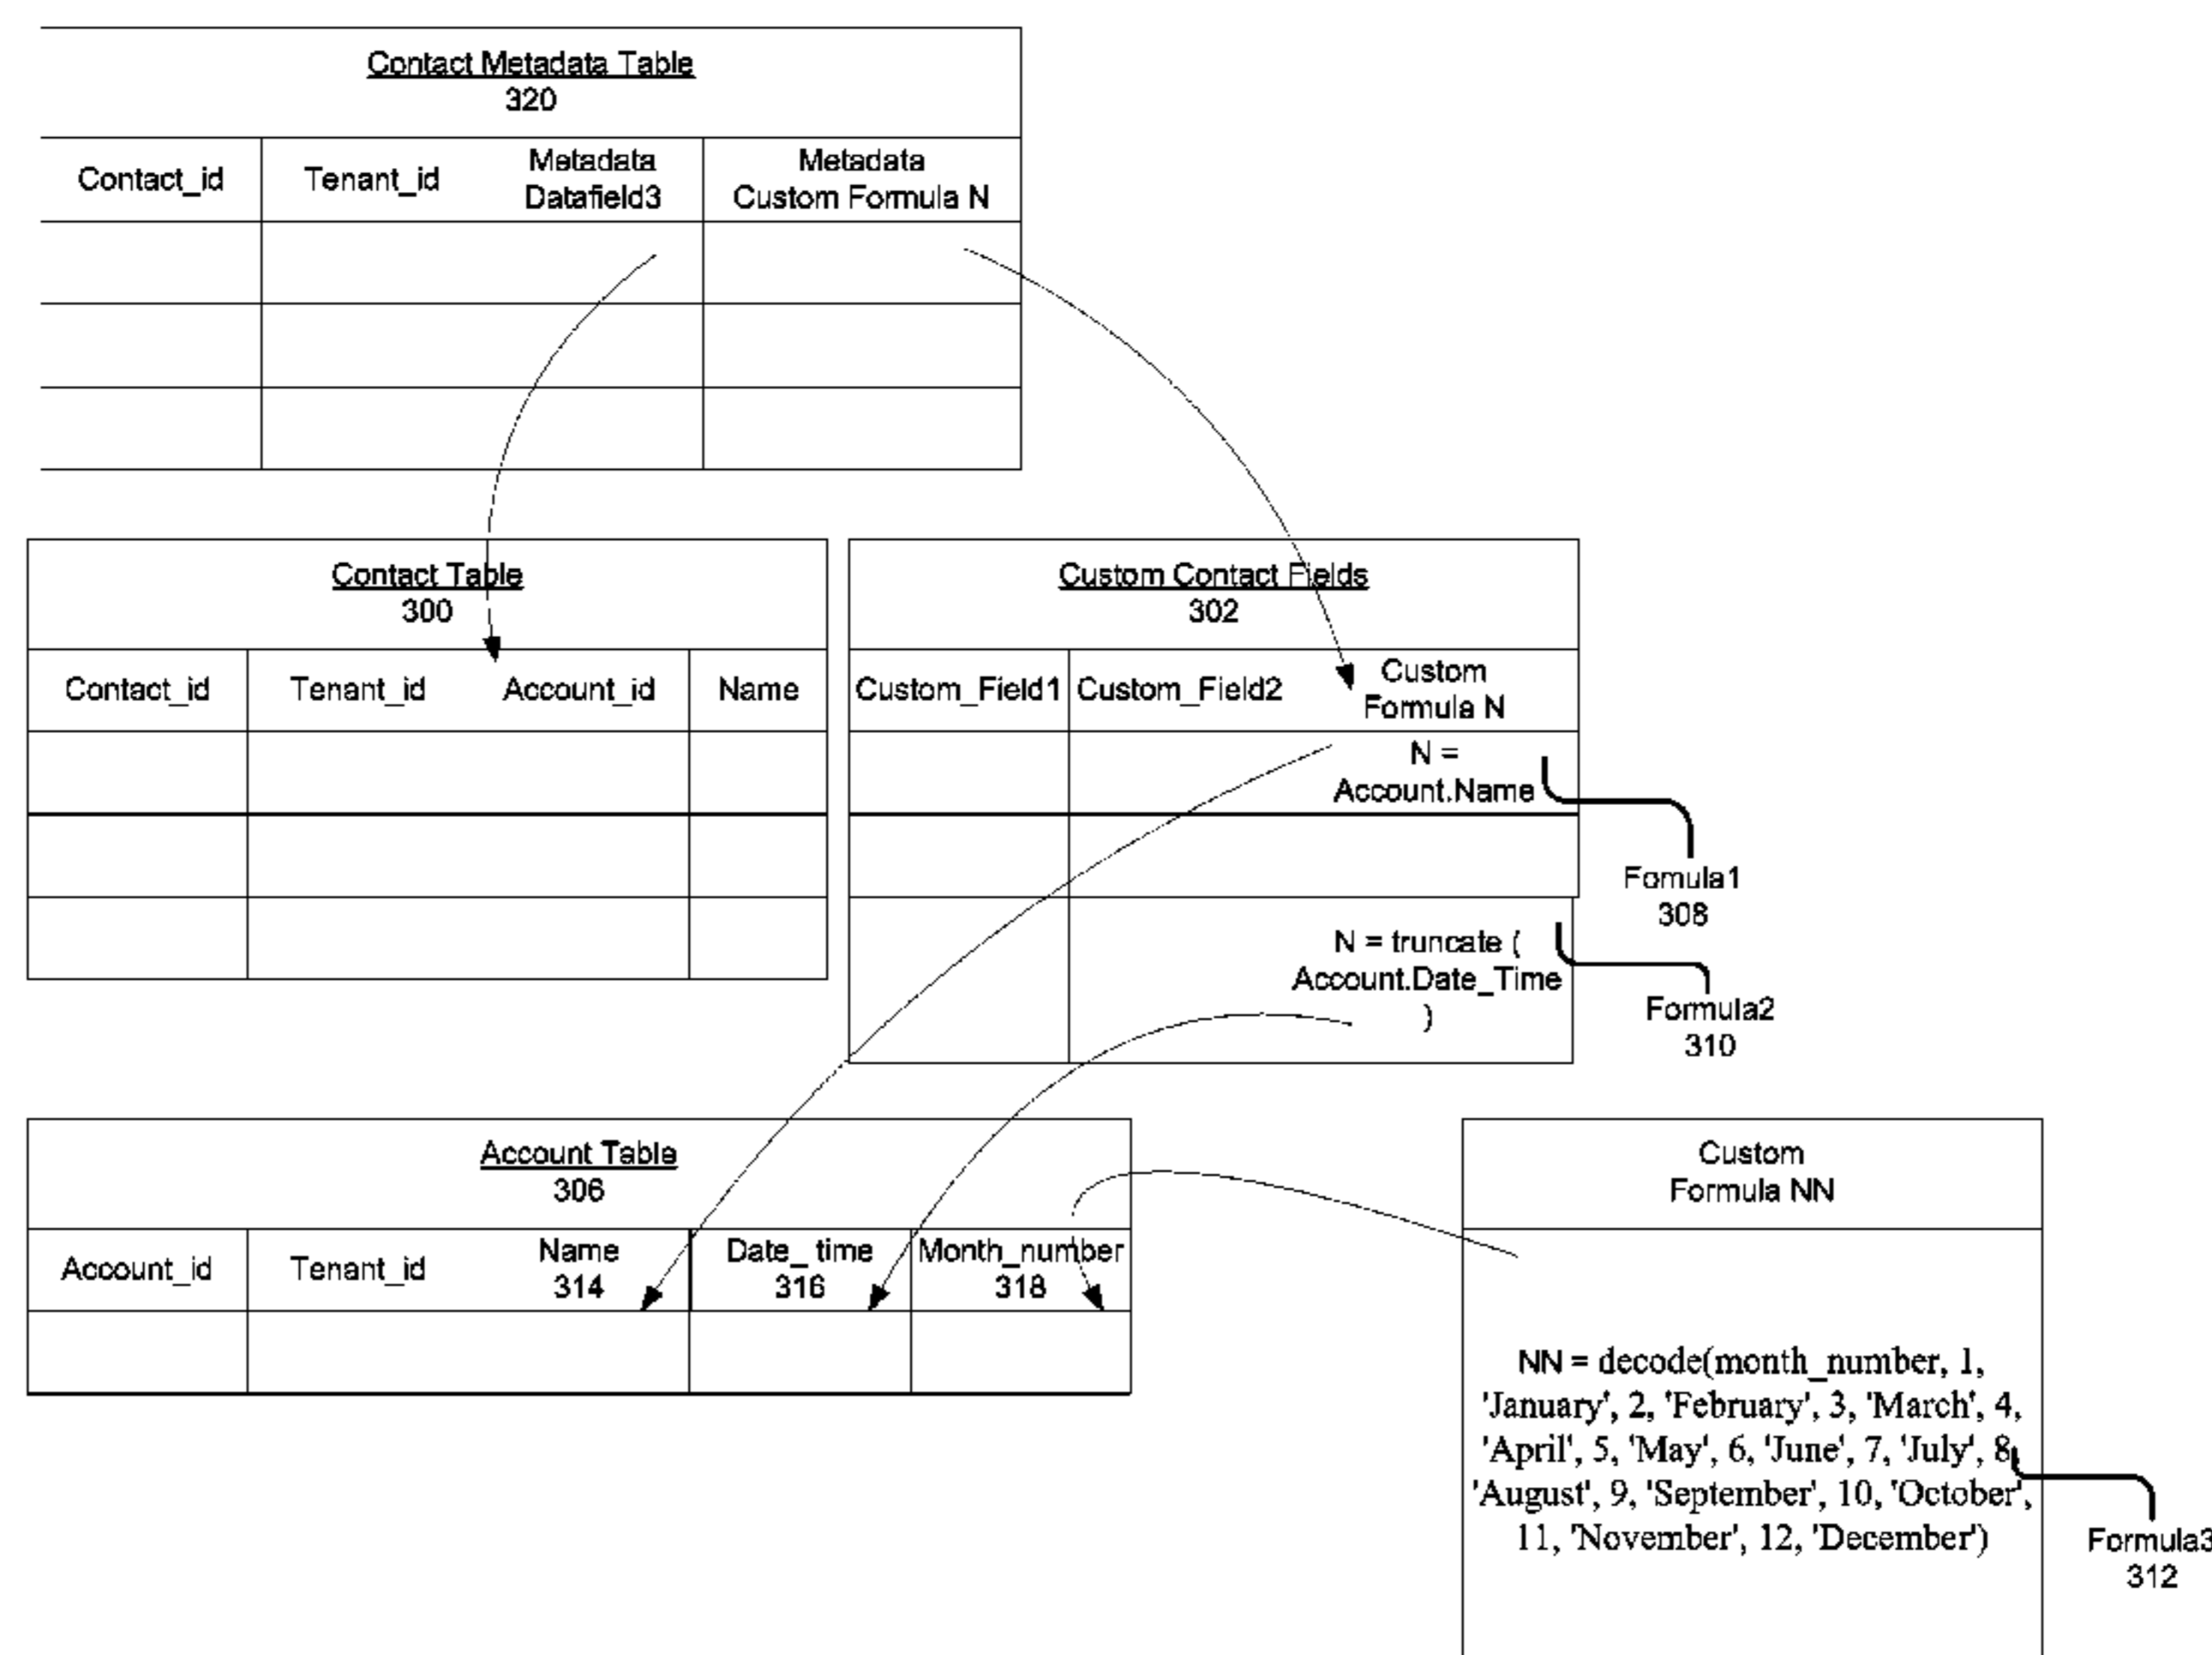 Contact Metadata Table
320
Contact_id
Tenant_id
Metadata
Datafield3
Metadata
Custom Formula N
Contact Table
300
Contact_id
Tenant_id
Account_id
Name
Custom Contact Fields
302
Custom_Field1
Custom_Field2
Custom
Formula N
N =
Account.Name
Fomula1
308
N = truncate (
Account.Date_Time
)
Formula2
310
Account Table
306
Account_id
Tenant_id
Name
314
Date_ time
316
Month_number
318
Custom
Formula NN
NN = decode(month_number, 1,
'January', 2, 'February', 3, 'March', 4,
'April', 5, 'May', 6, 'June', 7, 'July', 8,
'August', 9, 'September', 10, 'October',
11, 'November', 12, 'December')
Formula3
312